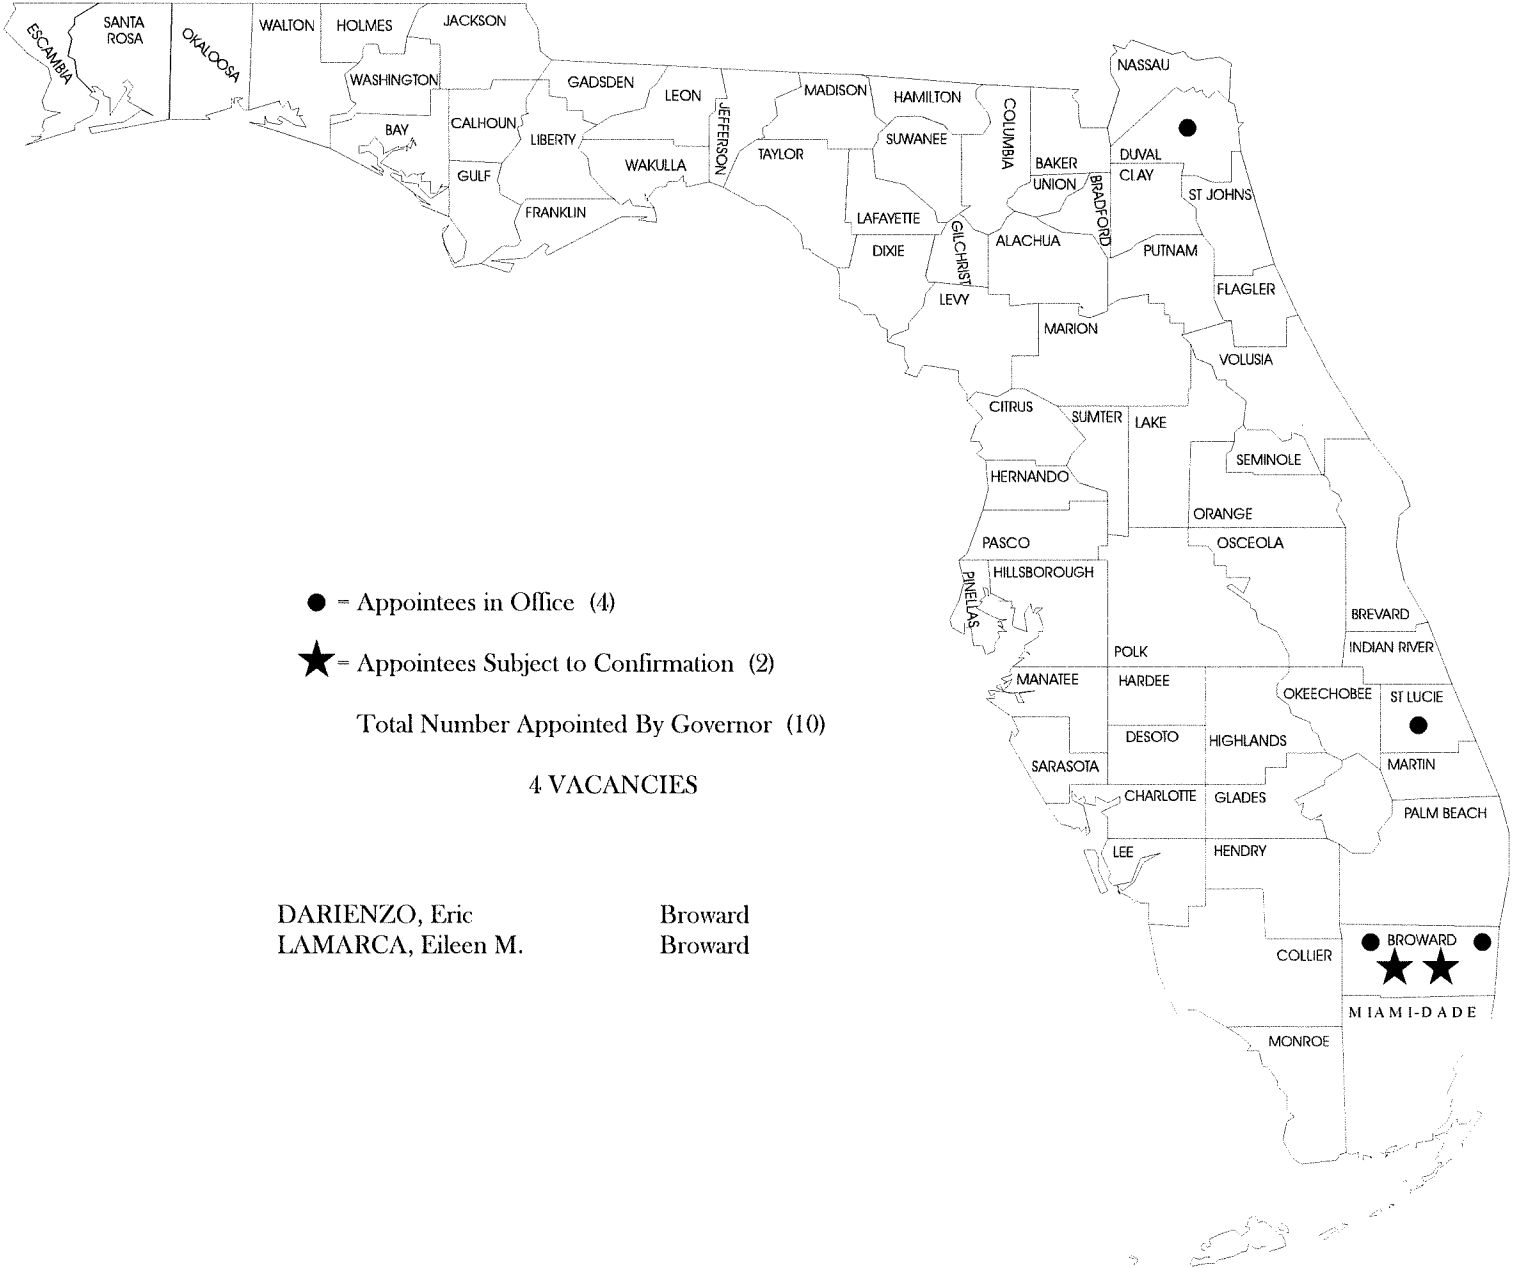 ESCAMBIA
SANTA
ROSA
OKALOOSA
WALTON
HOLMES
JACKSON
WASHINGTON
BAY
CALHOUN
GULF
LIBERTY
GADSDEN
FRANKLIN
LEON
WAKULLA
JEFFERSON
TAYLOR
MADISON
HAMILTON
SUWANEE
LAFAYETTE
DIXIE
COLUMBIA
GILCHRIST
LEVY
BAKER
UNION
BRADFORD
ALACHUA
NASSAU
DUVAL
CLAY
ST JOHNS
PUTNAM
FLAGLER
MARION
VOLUSIA
CITRUS
SUMTER
LAKE
SEMINOLE
HERNANDO
ORANGE
PASCO
OSCEOLA
PINELLAS
HILLSBOROUGH
POLK
BREVARD
INDIAN RIVER
MANATEE
HARDEE
OKEECHOBEE
ST LUCIE
DESOTO
HIGHLANDS
SARASOTA
MARTIN
CHARLOTTE
GLADES
PALM BEACH
LEE
HENDRY
COLLIER
BROWARD
MIAMI-DADE
MONROE
= Appointees in Office (4)
= Appointees Subject to Confirmation (2)
Total Number Appointed By Governor (10)
4 VACANCIES
DARIENZO, Eric Broward
LAMARCA, Eileen M. Broward